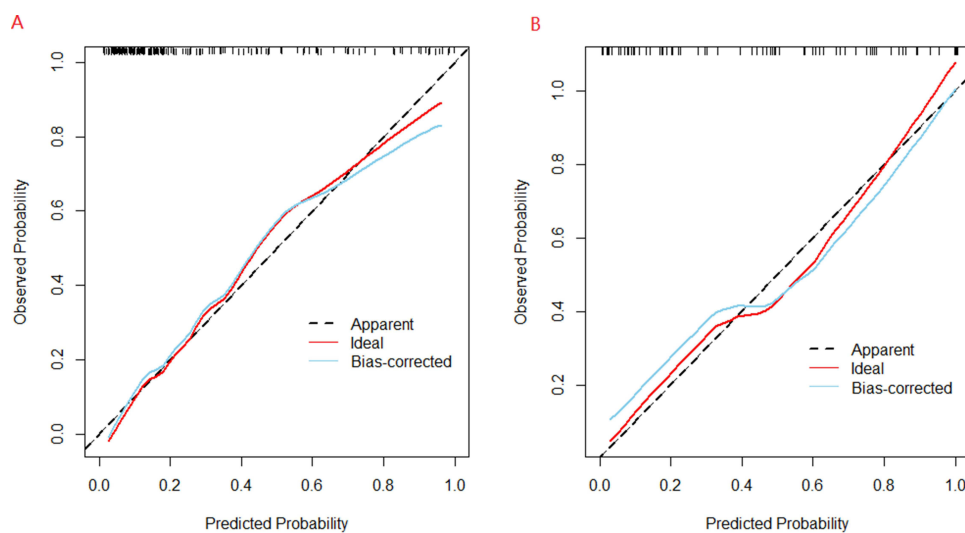 A
Observed Probability
1.0
0.8
0.6
0.4
0.2
0.0
Apparent
Ideal
Bias-corrected
0.0 0.2 0.4 0.6 0.8 1.0
Predicted Probability
B
Observed Probability
1.0
0.8
0.6
0.4
0.2
Apparent
Ideal
Bias-corrected
0.0 0.2 0.4 0.6 0.8 1.0
Predicted Probability